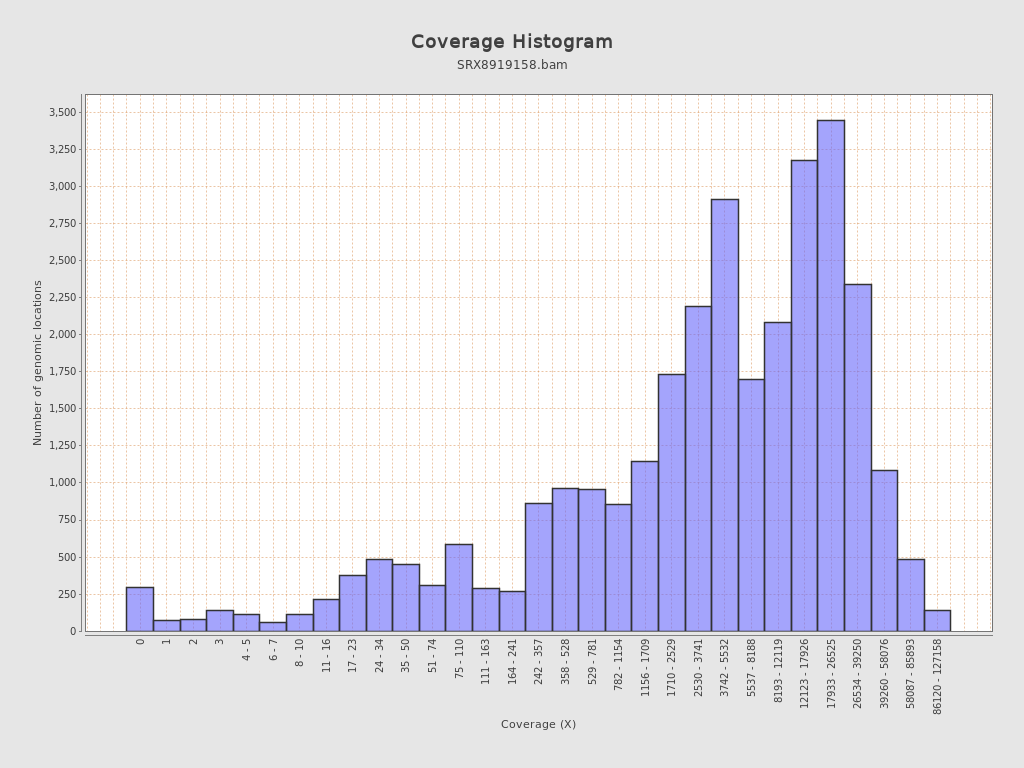 Coverage Histogram
SRX8919158.bam
Number of genomic locations
3,500
3,250
3,000
2,750
2,500
2,250
2,000
1,750
1,500
1,250
1,000
750
500
250
0
0
1
2
3
4 - 5
6 - 7
8 - 10
11 - 16
17 - 23
24 - 34
35 - 50
51 - 74
75 - 110
111 - 163
164 - 241
242 - 357
358 - 528
529 - 781
782 - 1154
1156 - 1709
1710 - 2529
2530 - 3741
3742 - 5532
5537 - 8188
8193 - 12119
12123 - 17926
17933 - 26525
26534 - 39250
39260 - 58076
58087 - 85893
86120 - 127158
Coverage (X)